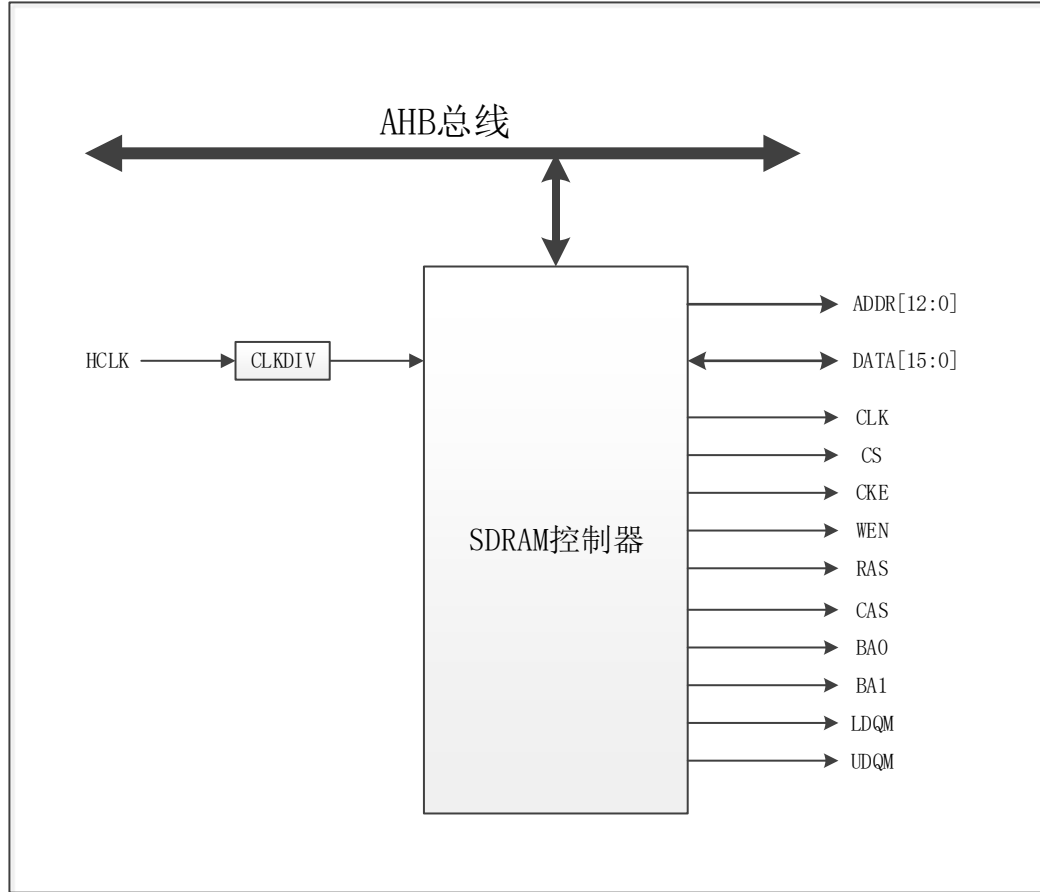 AHB总线
ADDR[12:0]
HCLK
CLKDIV
DATA[15:0]
CLK
CS
CKE
WEN
SDRAM控制器
RAS
CAS
BA0
BA1
LDQM
UDQM